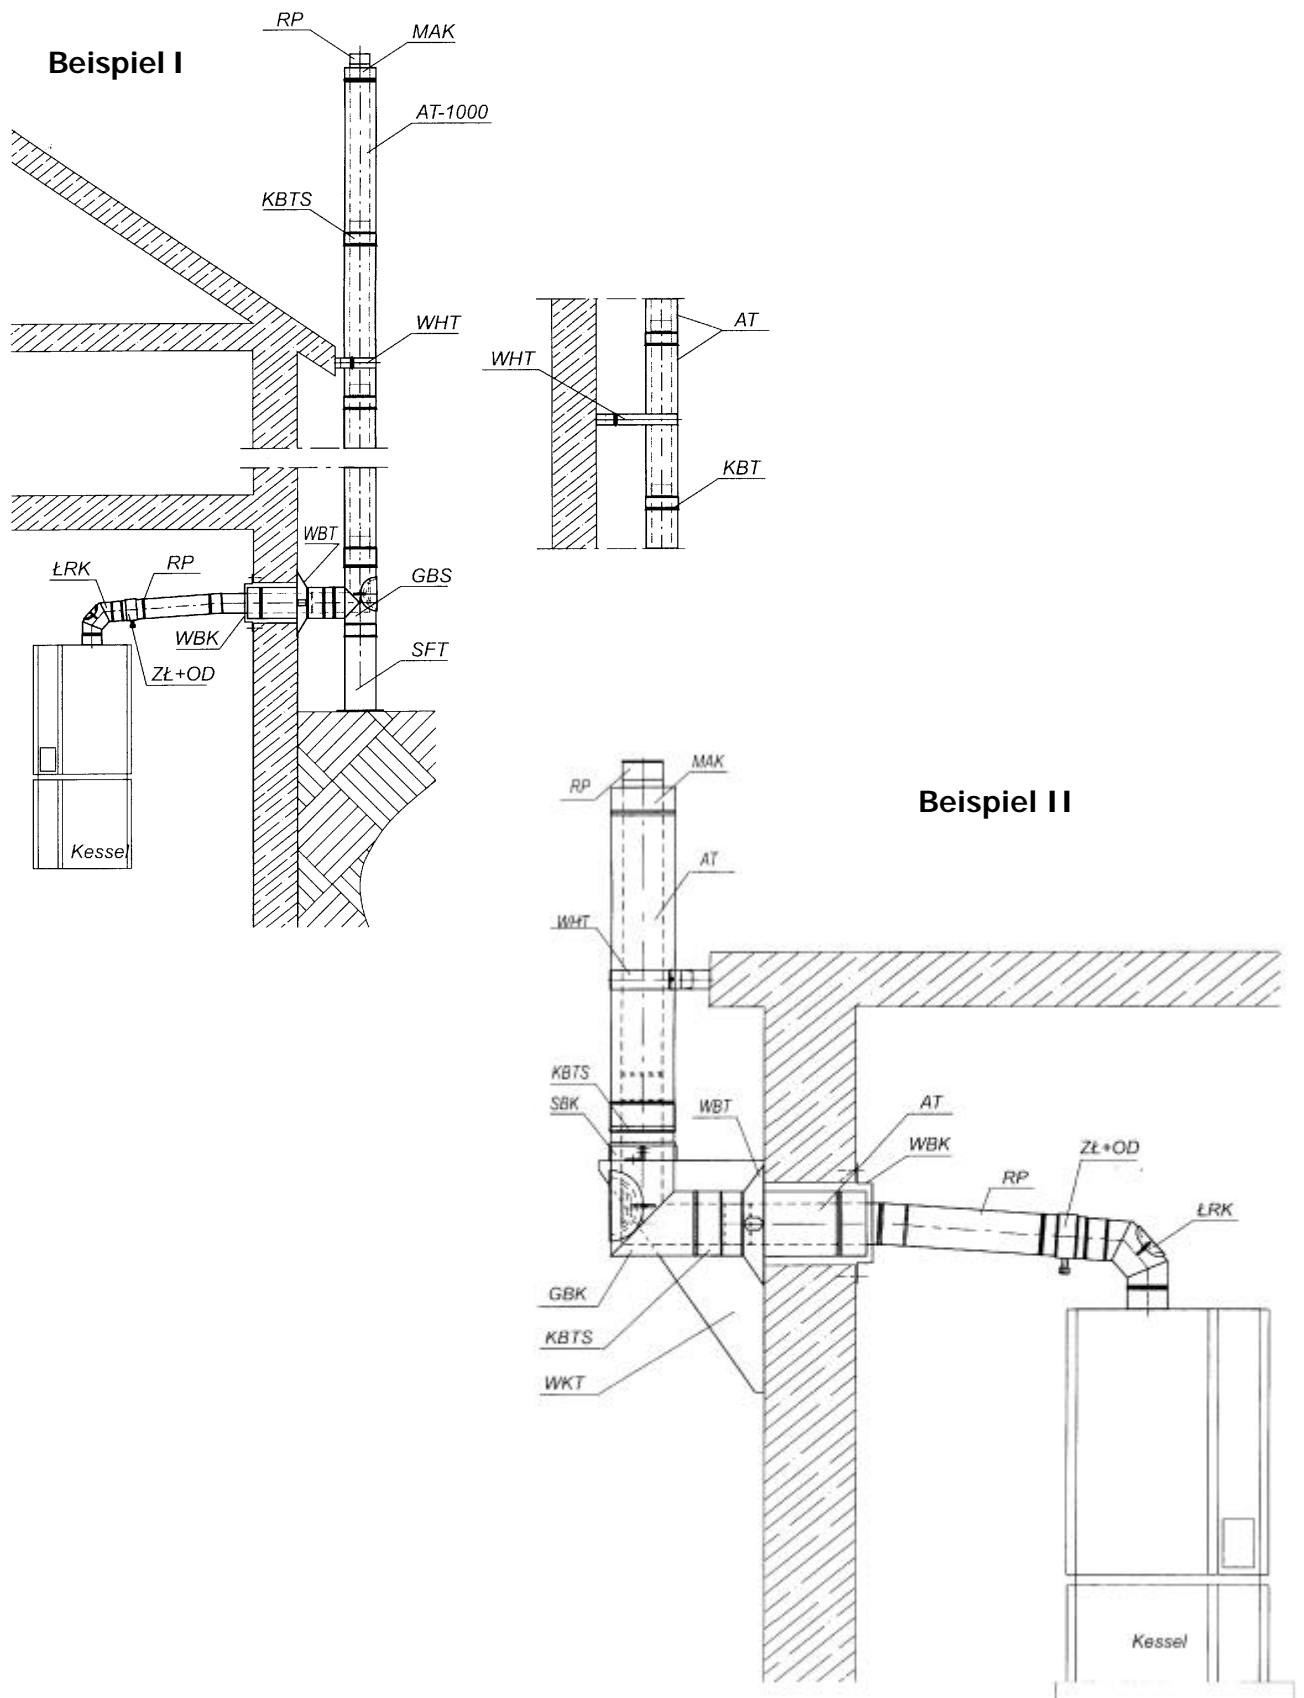 RP
MAK
Beispiel I
AT-1000
KBTS
WHT
AT
WHT
KBT
WBT
ŁRK
RP
GBS
WBK
SFT
ZŁ+OD
Kessel
MAK
RP
Beispiel II
AT
WHT
KBTS
SBK
WBT
AT
WBK
ZŁ+OD
RP
ŁRK
GBK
KBTS
WKT
Kessel